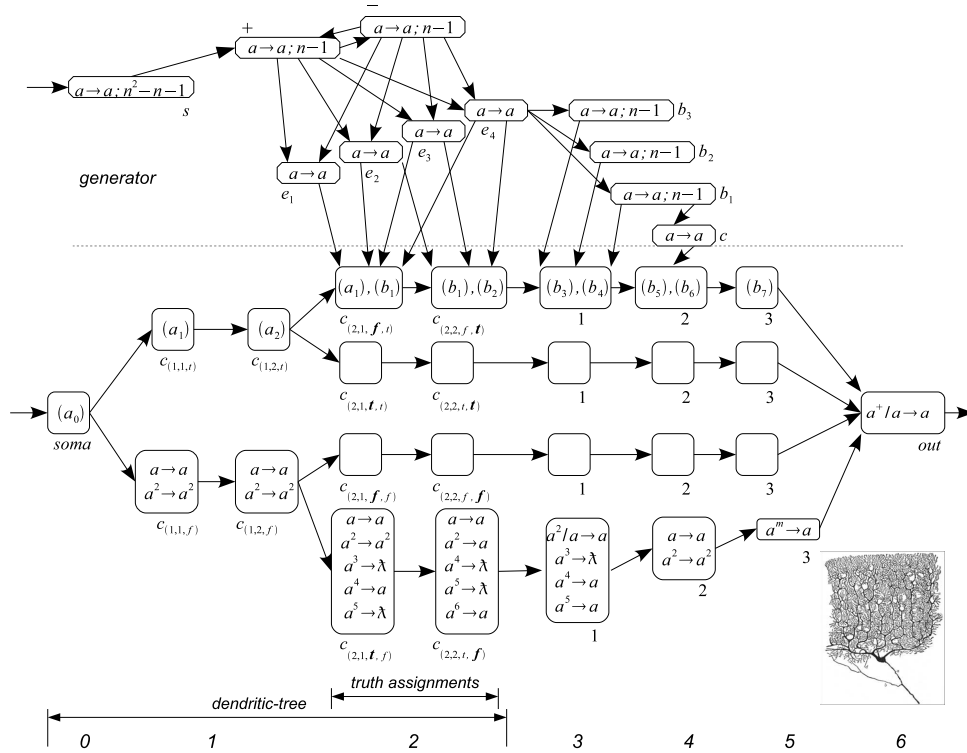 −
+
a→a; n−1
a→a; n−1
a→a; n²−n−1
s
a→a
e₄
a→a; n−1 b₃
a→a
e₃
a→a
e₂
a→a; n−1 b₂
generator
a→a
e₁
a→a; n−1 b₁
a→a c
(a₁),(b₁)
(b₁),(b₂)
(b₃),(b₄)
(b₅),(b₆)
(b₇)
c(2,1,f,t)
c(2,2,f,t)
1
2
3
(a₁)
(a₂)
c(1,1,t)
c(1,2,t)
c(2,1,t,t)
c(2,2,t,t)
1
2
3
(a₀)
soma
a⁺/a→a
out
a→a
a²→a²
c(1,1,f)
a→a
a²→a²
c(1,2,f)
c(2,1,f,f)
c(2,2,f,f)
1
2
3
a→a
a²→a²
a³→λ
a⁴→a
a⁵→λ
c(2,1,t,f)
a→a
a²→a
a⁴→λ
a⁵→λ
a⁶→a
c(2,2,t,f)
a²/a→a
a³→λ
a⁴→a
a⁵→a
1
a→a
a²→a²
2
aᵐ→a
3
truth assignments
dendritic-tree
0 1 2 3 4 5 6